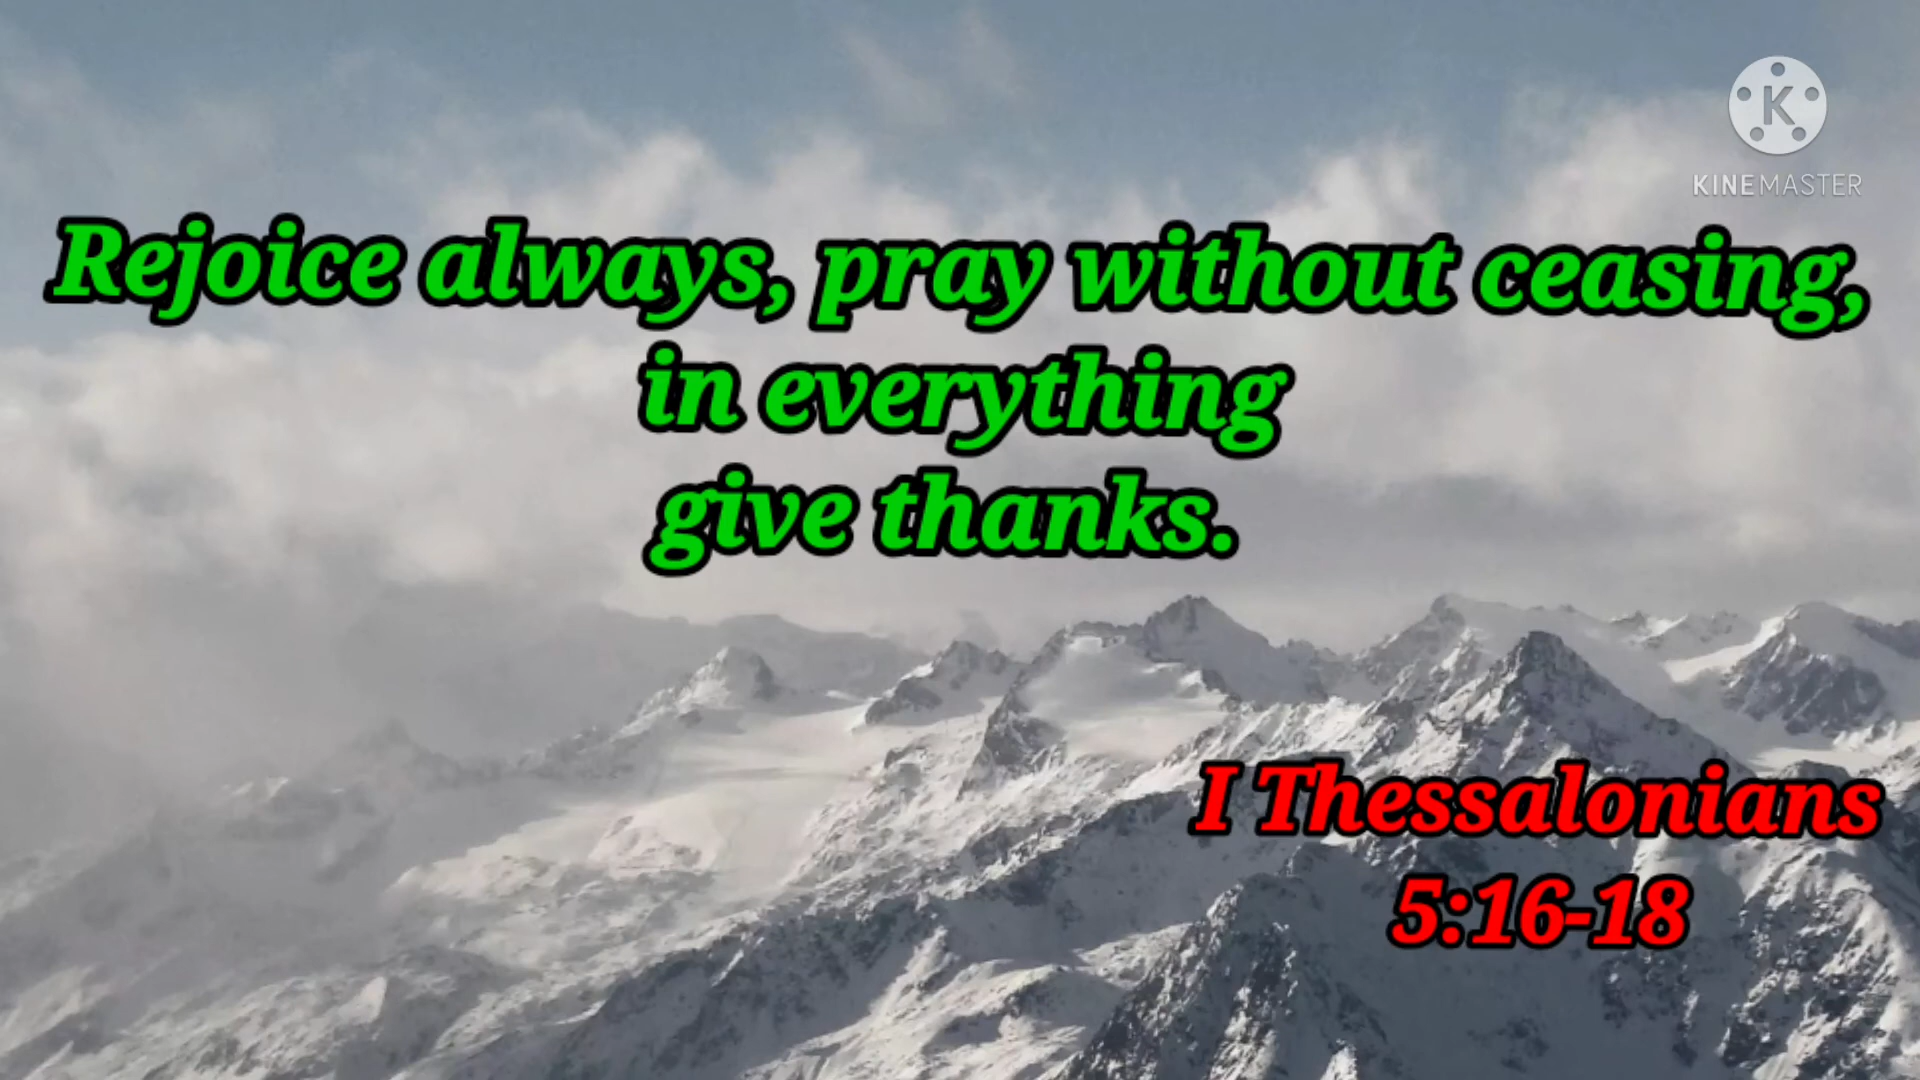 KINEMASTER
Rejoice always, pray without ceasing,
in everything
give thanks.
I Thessalonians
5:16-18